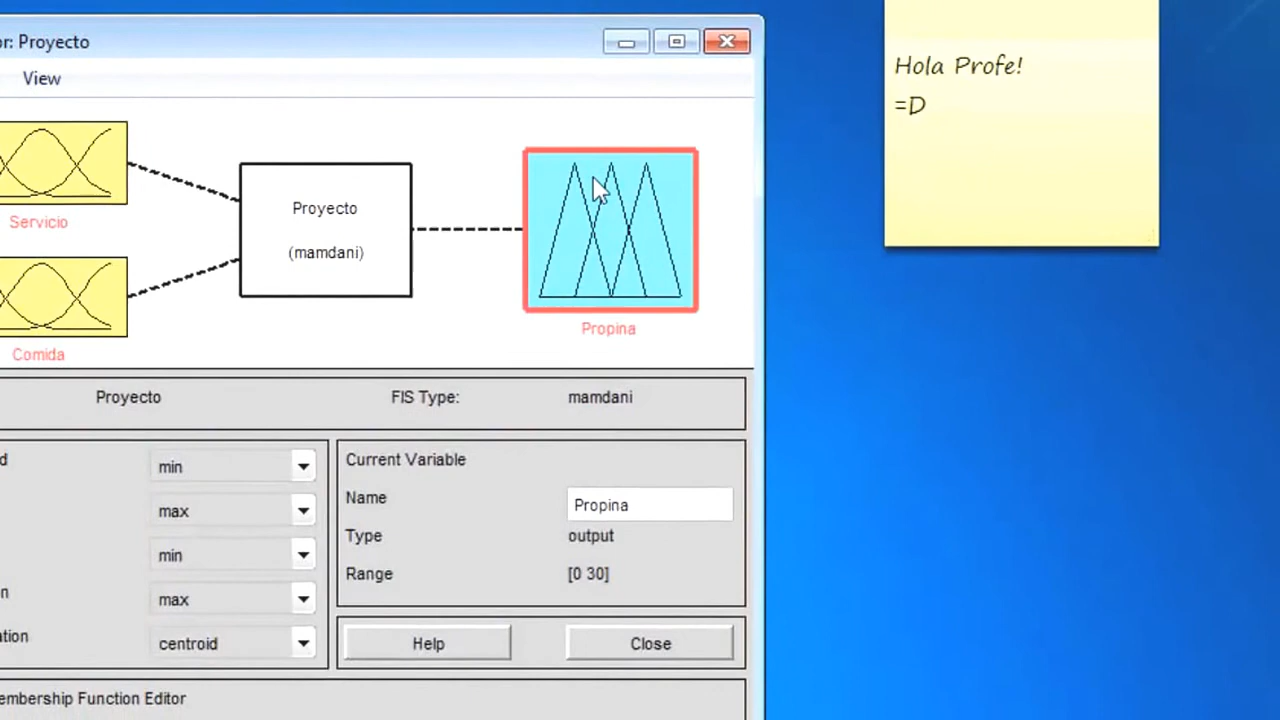 or: Proyecto
View
Hola Profe!
=D
Servicio
Proyecto
(mamdani)
Propina
Comida
Proyecto
FIS Type:
mamdani
d
min
max
min
n
max
ation
centroid
Current Variable
Name
Propina
Type
output
Range
[0 30]
Help
Close
embership Function Editor